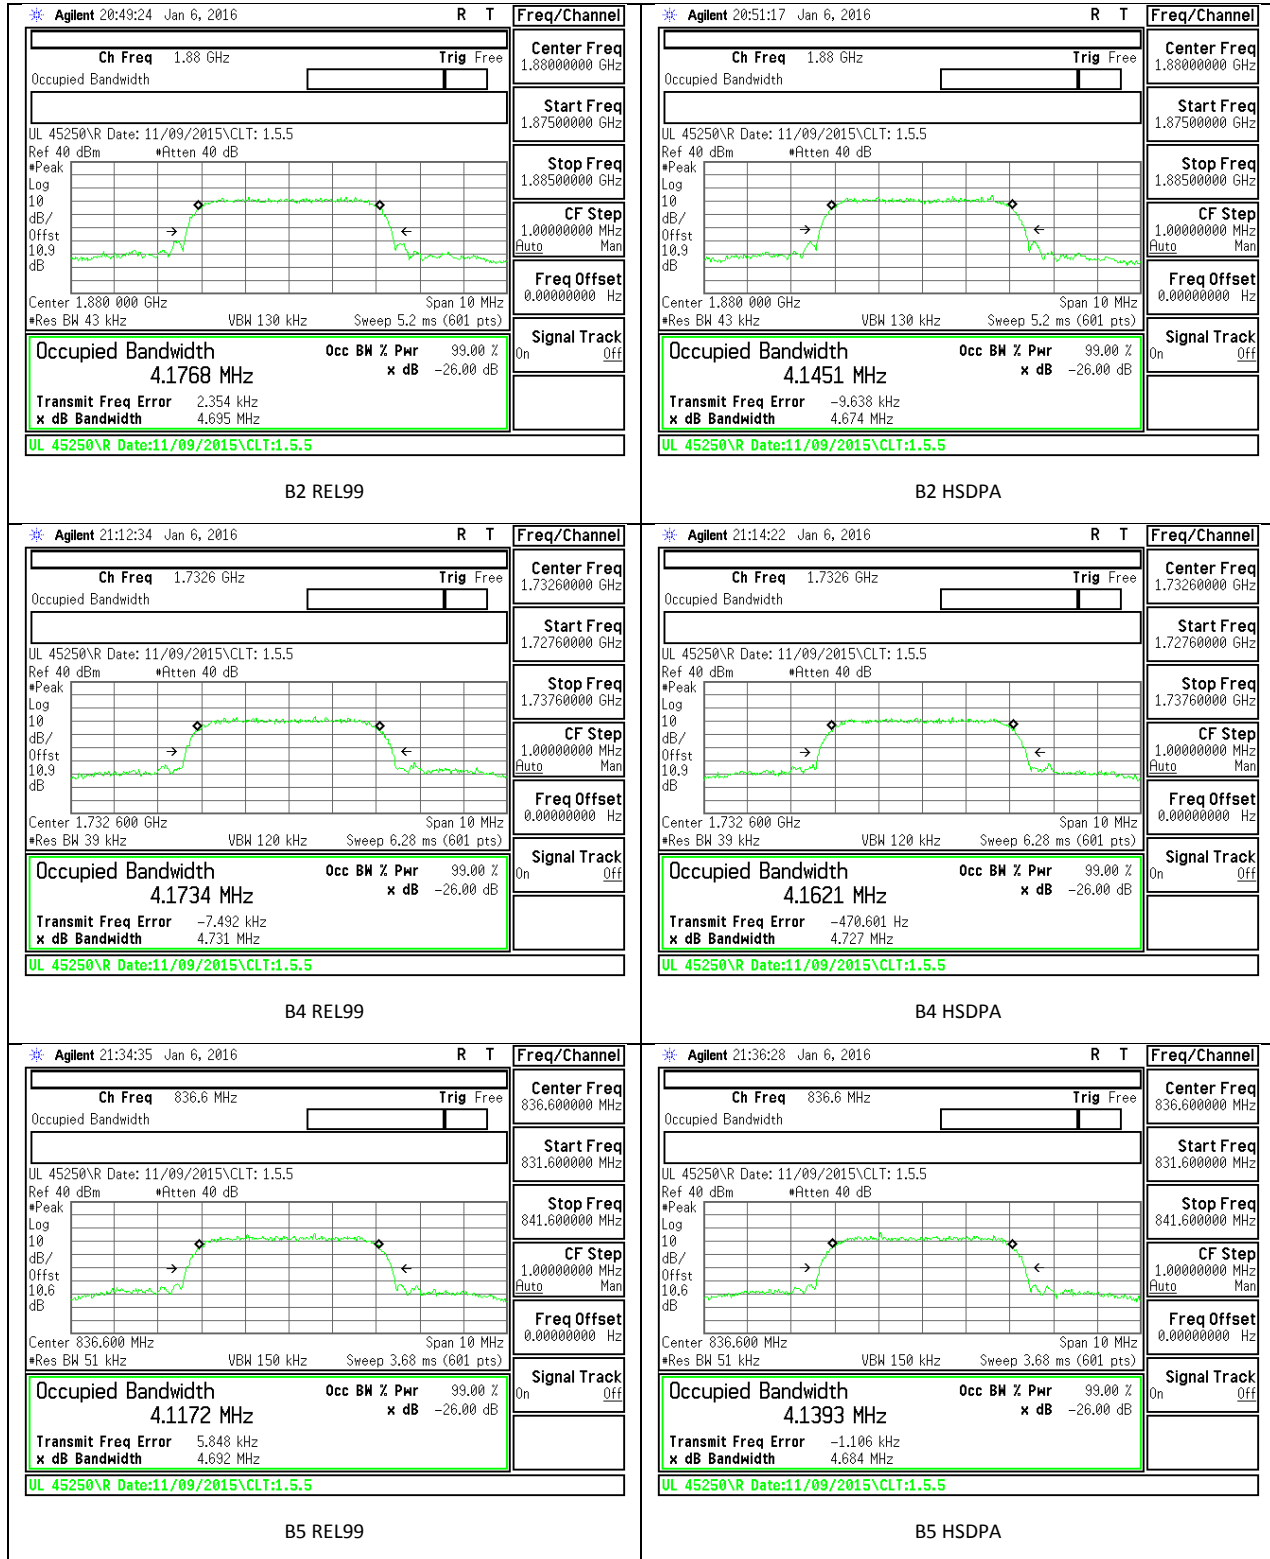 Agilent 20:49:24 Jan 6, 2016 R T
Freq/Channel
Ch Freq 1.88 GHz Trig Free
Occupied Bandwidth
Center Freq
1.88000000 GHz
Start Freq
1.87500000 GHz
Stop Freq
1.88500000 GHz
CF Step
1.00000000 MHz
Auto Man
Freq Offset
0.00000000 Hz
Signal Track
On Off
UL 45250\R Date: 11/09/2015\CLT: 1.5.5
Ref 40 dBm #Atten 40 dB
#Peak
Log
10
dB/
Offst
10.9
dB
Center 1.880 000 GHz Span 10 MHz
#Res BW 43 kHz VBW 130 kHz Sweep 5.2 ms (601 pts)
Occupied Bandwidth Occ BW % Pwr 99.00 %
4.1768 MHz x dB -26.00 dB
Transmit Freq Error 2.354 kHz
x dB Bandwidth 4.695 MHz
UL 45250\R Date:11/09/2015\CLT:1.5.5
B2 REL99
Agilent 20:51:17 Jan 6, 2016 R T
Freq/Channel
Ch Freq 1.88 GHz Trig Free
Occupied Bandwidth
Center Freq
1.88000000 GHz
Start Freq
1.87500000 GHz
Stop Freq
1.88500000 GHz
CF Step
1.00000000 MHz
Auto Man
Freq Offset
0.00000000 Hz
Signal Track
On Off
UL 45250\R Date: 11/09/2015\CLT: 1.5.5
Ref 40 dBm #Atten 40 dB
#Peak
Log
10
dB/
Offst
10.9
dB
Center 1.880 000 GHz Span 10 MHz
#Res BW 43 kHz VBW 130 kHz Sweep 5.2 ms (601 pts)
Occupied Bandwidth Occ BW % Pwr 99.00 %
4.1451 MHz x dB -26.00 dB
Transmit Freq Error -9.638 kHz
x dB Bandwidth 4.674 MHz
UL 45250\R Date:11/09/2015\CLT:1.5.5
B2 HSDPA
Agilent 21:12:34 Jan 6, 2016 R T
Freq/Channel
Ch Freq 1.7326 GHz Trig Free
Occupied Bandwidth
Center Freq
1.73260000 GHz
Start Freq
1.72760000 GHz
Stop Freq
1.73760000 GHz
CF Step
1.00000000 MHz
Auto Man
Freq Offset
0.00000000 Hz
Signal Track
On Off
UL 45250\R Date: 11/09/2015\CLT: 1.5.5
Ref 40 dBm #Atten 40 dB
#Peak
Log
10
dB/
Offst
10.9
dB
Center 1.732 600 GHz Span 10 MHz
#Res BW 39 kHz VBW 120 kHz Sweep 6.28 ms (601 pts)
Occupied Bandwidth Occ BW % Pwr 99.00 %
4.1734 MHz x dB -26.00 dB
Transmit Freq Error -7.492 kHz
x dB Bandwidth 4.731 MHz
UL 45250\R Date:11/09/2015\CLT:1.5.5
B4 REL99
Agilent 21:14:22 Jan 6, 2016 R T
Freq/Channel
Ch Freq 1.7326 GHz Trig Free
Occupied Bandwidth
Center Freq
1.73260000 GHz
Start Freq
1.72760000 GHz
Stop Freq
1.73760000 GHz
CF Step
1.00000000 MHz
Auto Man
Freq Offset
0.00000000 Hz
Signal Track
On Off
UL 45250\R Date: 11/09/2015\CLT: 1.5.5
Ref 40 dBm #Atten 40 dB
#Peak
Log
10
dB/
Offst
10.9
dB
Center 1.732 600 GHz Span 10 MHz
#Res BW 39 kHz VBW 120 kHz Sweep 6.28 ms (601 pts)
Occupied Bandwidth Occ BW % Pwr 99.00 %
4.1621 MHz x dB -26.00 dB
Transmit Freq Error -470.601 Hz
x dB Bandwidth 4.727 MHz
UL 45250\R Date:11/09/2015\CLT:1.5.5
B4 HSDPA
Agilent 21:34:35 Jan 6, 2016 R T
Freq/Channel
Ch Freq 836.6 MHz Trig Free
Occupied Bandwidth
Center Freq
836.600000 MHz
Start Freq
831.600000 MHz
Stop Freq
841.600000 MHz
CF Step
1.00000000 MHz
Auto Man
Freq Offset
0.00000000 Hz
Signal Track
On Off
UL 45250\R Date: 11/09/2015\CLT: 1.5.5
Ref 40 dBm #Atten 40 dB
#Peak
Log
10
dB/
Offst
10.6
dB
Center 836.600 MHz Span 10 MHz
#Res BW 51 kHz VBW 150 kHz Sweep 3.68 ms (601 pts)
Occupied Bandwidth Occ BW % Pwr 99.00 %
4.1172 MHz x dB -26.00 dB
Transmit Freq Error 5.848 kHz
x dB Bandwidth 4.692 MHz
UL 45250\R Date:11/09/2015\CLT:1.5.5
B5 REL99
Agilent 21:36:28 Jan 6, 2016 R T
Freq/Channel
Ch Freq 836.6 MHz Trig Free
Occupied Bandwidth
Center Freq
836.600000 MHz
Start Freq
831.600000 MHz
Stop Freq
841.600000 MHz
CF Step
1.00000000 MHz
Auto Man
Freq Offset
0.00000000 Hz
Signal Track
On Off
UL 45250\R Date: 11/09/2015\CLT: 1.5.5
Ref 40 dBm #Atten 40 dB
#Peak
Log
10
dB/
Offst
10.6
dB
Center 836.600 MHz Span 10 MHz
#Res BW 51 kHz VBW 150 kHz Sweep 3.68 ms (601 pts)
Occupied Bandwidth Occ BW % Pwr 99.00 %
4.1393 MHz x dB -26.00 dB
Transmit Freq Error -1.106 kHz
x dB Bandwidth 4.684 MHz
UL 45250\R Date:11/09/2015\CLT:1.5.5
B5 HSDPA